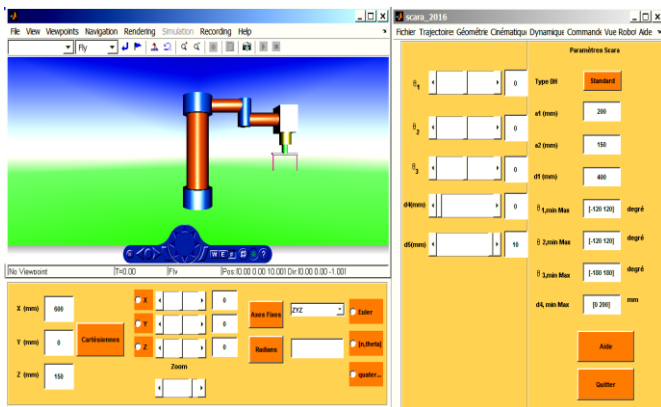 File View Viewpoints Navigation Rendering Simulation Recording Help
Fly
No Viewpoint T=0.00 Fly Pos:[0.00 0.00 10.00] Dir:[0.00 0.00 -1.00]
X (mm) 600
Y (mm) 0
Z (mm) 150
Cartésiennes
X 0
Y 0
Z 0
Zoom
Axes Fixes ZYZ
Radians
Euler
[n,theta]
quater...
scara_2016
Fichier Trajectoires Géométrie Cinématique Dynamique Commande Vue Robot Aide
Paramètres Scara
θ1 0
θ2 0
θ3 0
d4(mm) 0
d5(mm) 10
Type DH Standard
a1 (mm) 200
a2 (mm) 150
d1 (mm) 400
θ 1,min Max [-120 120] degré
θ 2,min Max [-120 120] degré
θ 3,min Max [-180 180] degré
d4, min Max [0 200] mm
Aide
Quitter